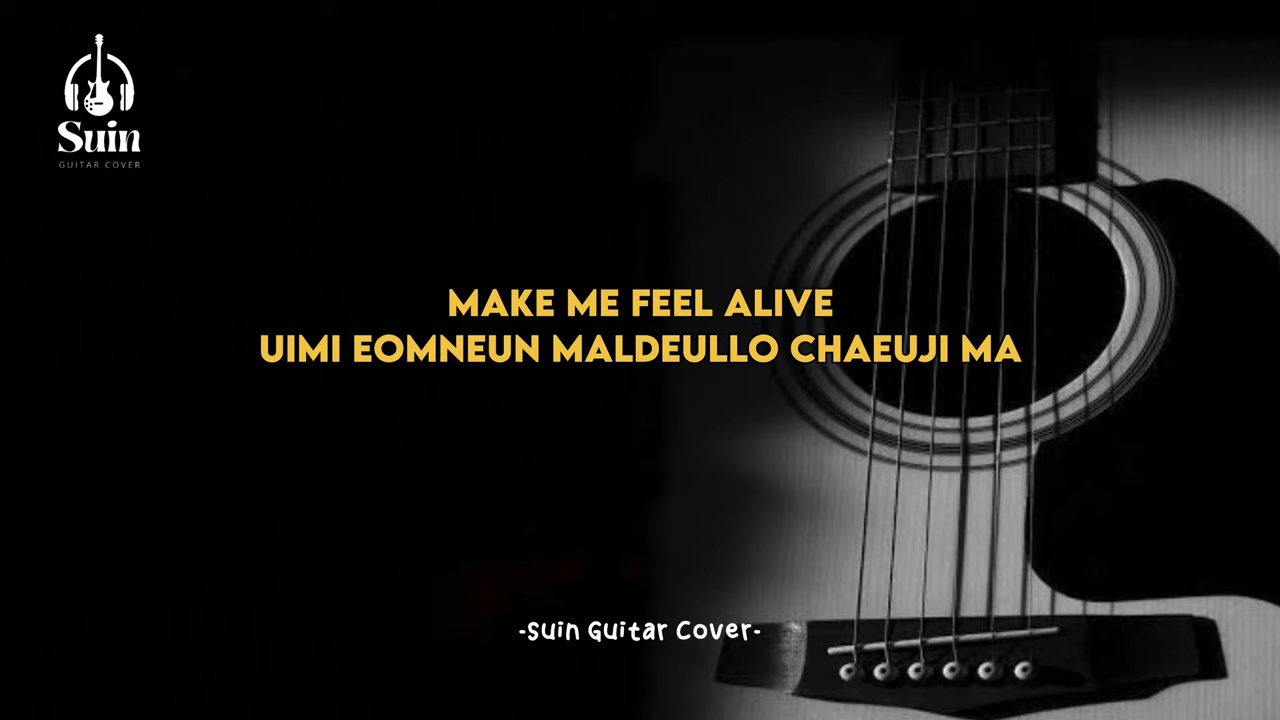 Suin
GUITAR COVER
MAKE ME FEEL ALIVE
UIMI EOMNEUN MALDEULLO CHAEUJI MA
-Suin Guitar Cover-